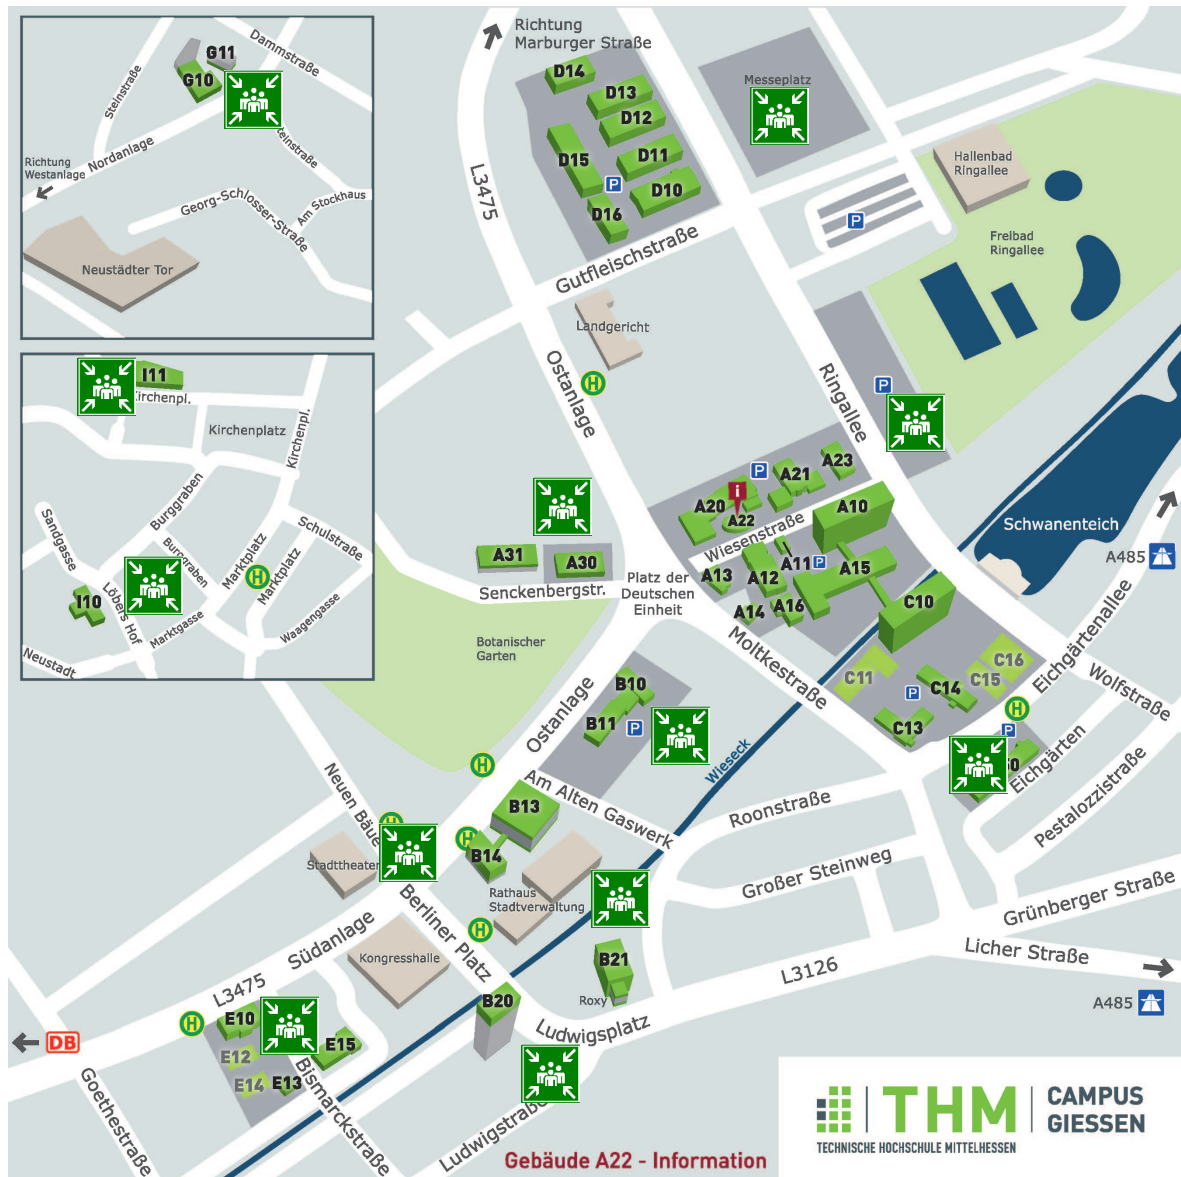 G11
G10
Dammstraße
Steinstraße
Nordanlage
Richtung
Westanlage
Georg-Schlosser-Straße
Am Stockhaus
Neustädter Tor
I11
Kirchenpl.
Kirchenplatz
Kirchenpl.
Burggraben
Sandgasse
Burggraben
Marktplatz
Marktplatz
Schulstraße
Löbers Hof
I10
Marktgasse
Waagengasse
Neustadt
Richtung
Marburger Straße
D14
D13
D12
D15
D11
D10
D16
P
L3475
Gutfleischstraße
Messeplatz
Hallenbad
Ringallee
P
Freibad
Ringallee
Landgericht
Ostanlage
H
Ringallee
P
A23
P
A21
i
A20
A22
A10
Wiesenstraße
A31
A30
Senckenbergstr.
Platz der
Deutschen
Einheit
A13
A12
A11
P
A15
A14
A16
C10
Schwanenteich
A485
Botanischer
Garten
Moltkestraße
C11
C16
C15
C14
P
C13
Eichgärtenallee
Wolfstraße
H
P
Eichgärten
Pestalozzistraße
B10
B11
P
Ostanlage
Wieseck
H
Am Alten Gaswerk
B13
B14
H
H
Neuen Bäue
Stadttheater
Rathaus
Stadtverwaltung
H
Roonstraße
Großer Steinweg
Grünberger Straße
Licher Straße
A485
L3126
Berliner Platz
Südanlage
Kongresshalle
L3475
B21
Roxy
B20
Ludwigsplatz
H
E10
E12
E15
E14
E13
DB
Goethestraße
Bismarckstraße
Ludwigstraße
H
Gebäude A22 - Information
THM
CAMPUS
GIESSEN
TECHNISCHE HOCHSCHULE MITTELHESSEN